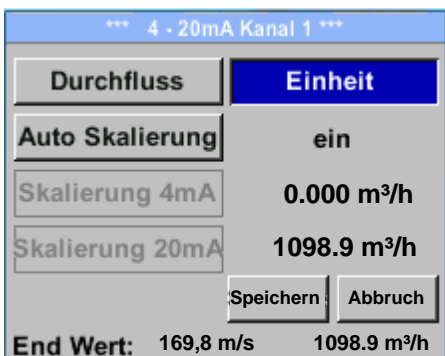 *** 4 - 20mA Kanal 1 ***
Durchfluss Einheit
Auto Skalierung ein
Skalierung 4mA 0.000 m³/h
Skalierung 20mA 1098.9 m³/h
Speichern Abbruch
End Wert: 169,8 m/s 1098.9 m³/h